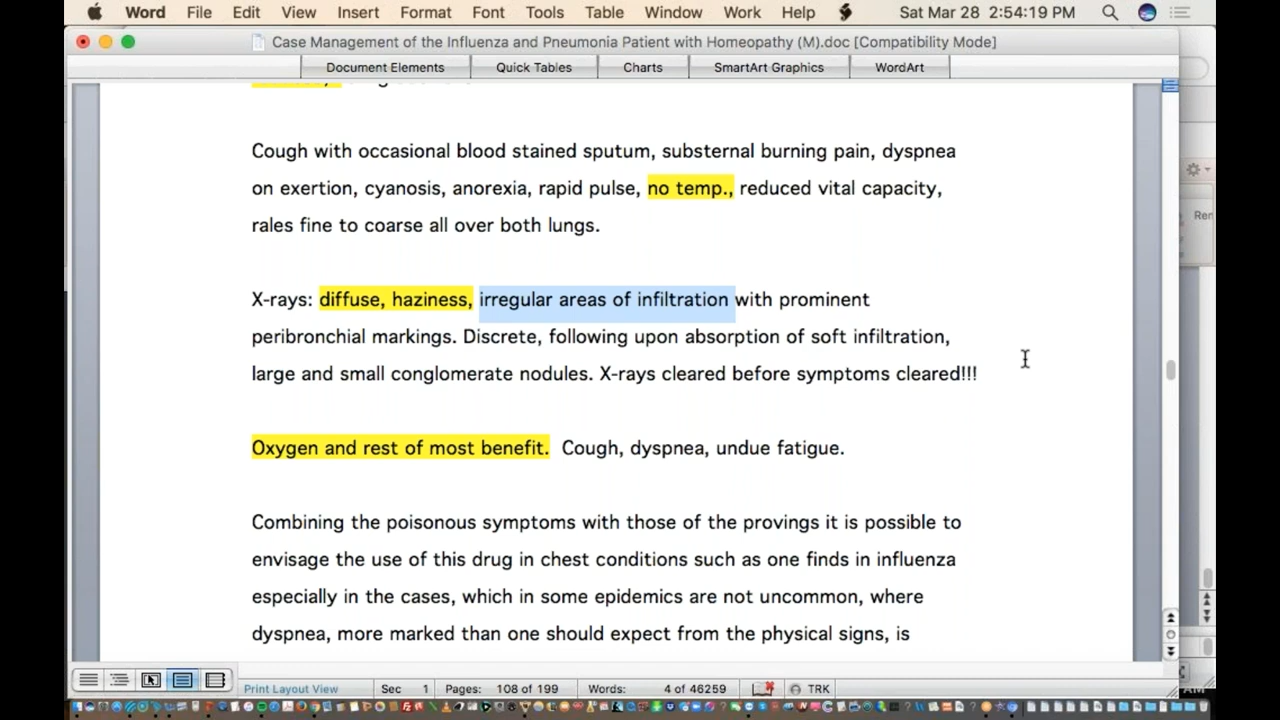 Word File Edit View Insert Format Font Tools Table Window Work Help Sat Mar 28 2:54:19 PM
Case Management of the Influenza and Pneumonia Patient with Homeopathy (M).doc [Compatibility Mode]
Document Elements Quick Tables Charts SmartArt Graphics WordArt
Cough with occasional blood stained sputum, substernal burning pain, dyspnea
on exertion, cyanosis, anorexia, rapid pulse, no temp., reduced vital capacity,
rales fine to coarse all over both lungs.
X-rays: diffuse, haziness, irregular areas of infiltration with prominent
peribronchial markings. Discrete, following upon absorption of soft infiltration,
large and small conglomerate nodules. X-rays cleared before symptoms cleared!!!
Oxygen and rest of most benefit. Cough, dyspnea, undue fatigue.
Combining the poisonous symptoms with those of the provings it is possible to
envisage the use of this drug in chest conditions such as one finds in influenza
especially in the cases, which in some epidemics are not uncommon, where
dyspnea, more marked than one should expect from the physical signs, is
Print Layout View Sec 1 Pages: 108 of 199 Words: 4 of 46259 TRK